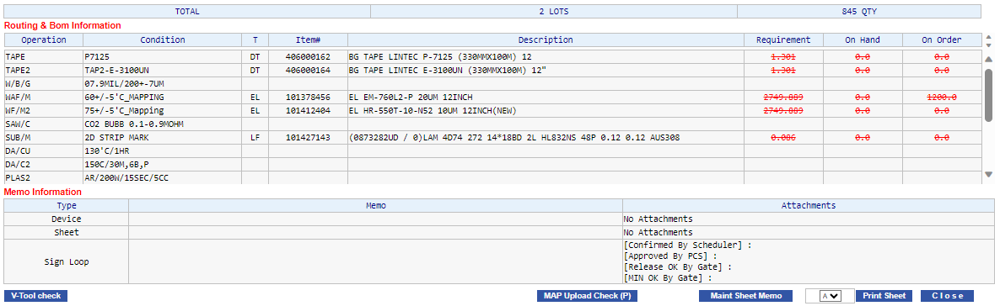 TOTAL 2 LOTS 845 QTY
Routing & Bom Information
Operation Condition T Item# Description Requirement On Hand On Order
TAPE P7125 DT 406000162 BG TAPE LINTEC P-7125 (330MMX100M) 12 1.301 0.0 0.0
TAPE2 TAP2-E-3100UN DT 406000164 BG TAPE LINTEC E-3100UN (330MMX100M) 12" 1.301 0.0 0.0
W/B/G 07.9MIL/200+-7UM
WAF/M 60+/-5'C_MAPPING EL 101378456 EL EM-760L2-P 20UM 12INCH 2749.889 0.0 1200.0
WF/M2 75+/-5'C_Mapping EL 101412404 EL HR-550T-10-N52 10UM 12INCH(NEW) 2749.889 0.0 0.0
SAW/C CO2 BUBB 0.1-0.9MOHM
SUB/M 2D STRIP MARK LF 101427143 (0873282UD / 0)LAM 4D74 272 14*18BD 2L HL832NS 48P 0.12 0.12 AUS308 0.086 0.0 0.0
DA/CU 130'C/1HR
DA/C2 150C/30M,6B,P
PLAS2 AR/200W/15SEC/5CC
Memo Information
Type Memo Attachments
Device No Attachments
Sheet No Attachments
Sign Loop
[Confirmed By Scheduler] :
[Approved By PCS] :
[Release OK By Gate] :
[MIN OK By Gate] :
V-Tool check MAP Upload Check (P) Maint Sheet Memo A Print Sheet C l o s e